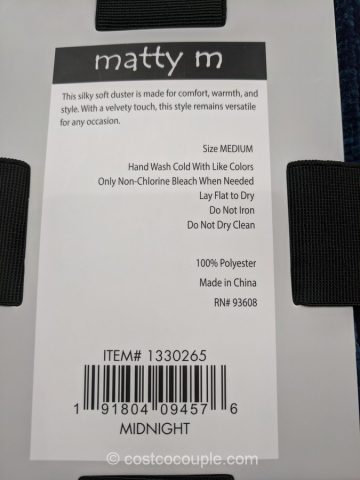 matty m
This silky soft duster is made for comfort, warmth, and
style. With a velvety touch, this style remains versatile
for any occasion.
Size MEDIUM
Hand Wash Cold With Like Colors
Only Non-Chlorine Bleach When Needed
Lay Flat to Dry
Do Not Iron
Do Not Dry Clean
100% Polyester
Made in China
RN# 93608
ITEM# 1330265
1 91804 09457 6
MIDNIGHT
© costcocouple.com